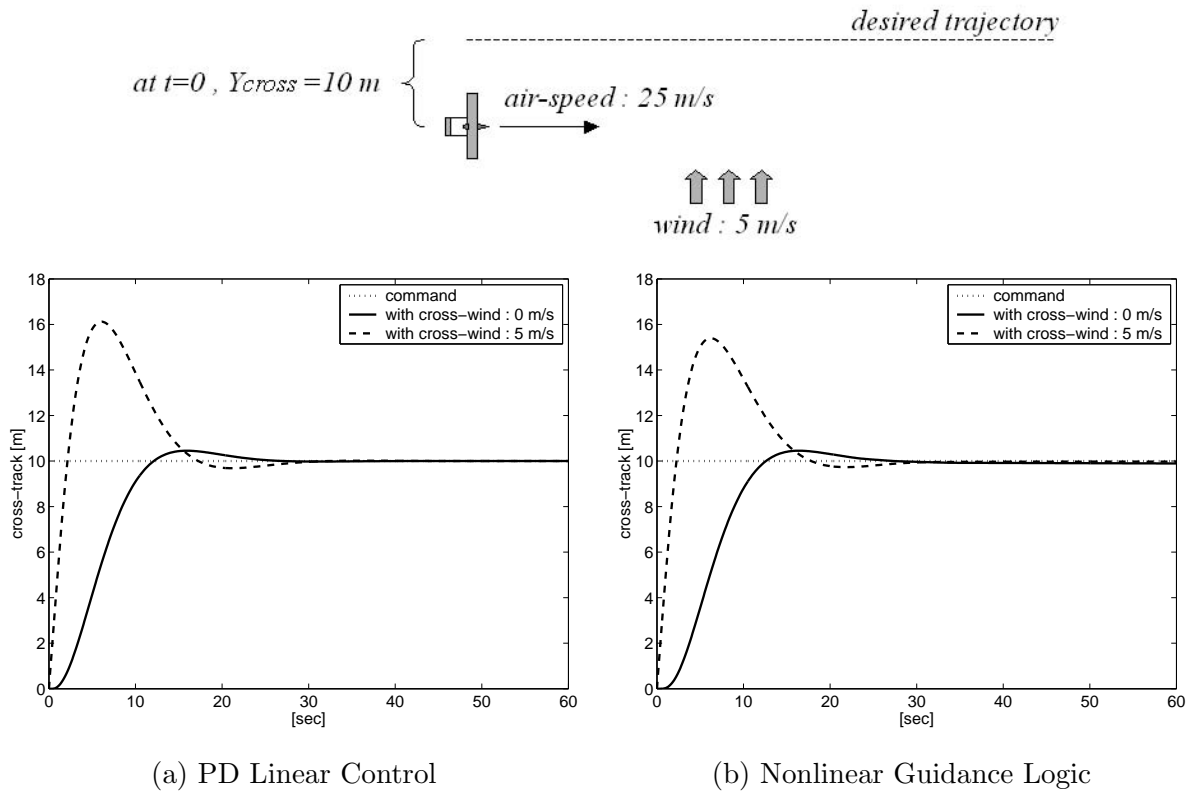 desired trajectory
at t=0 , Ycross =10 m
air-speed : 25 m/s
wind : 5 m/s
18
16
14
12
10
8
6
4
2
0
cross-track [m]
0 10 20 30 40 50 60
[sec]
command
with cross-wind : 0 m/s
with cross-wind : 5 m/s
(a) PD Linear Control
18
16
14
12
10
8
6
4
2
0
cross-track [m]
0 10 20 30 40 50 60
[sec]
command
with cross-wind : 0 m/s
with cross-wind : 5 m/s
(b) Nonlinear Guidance Logic